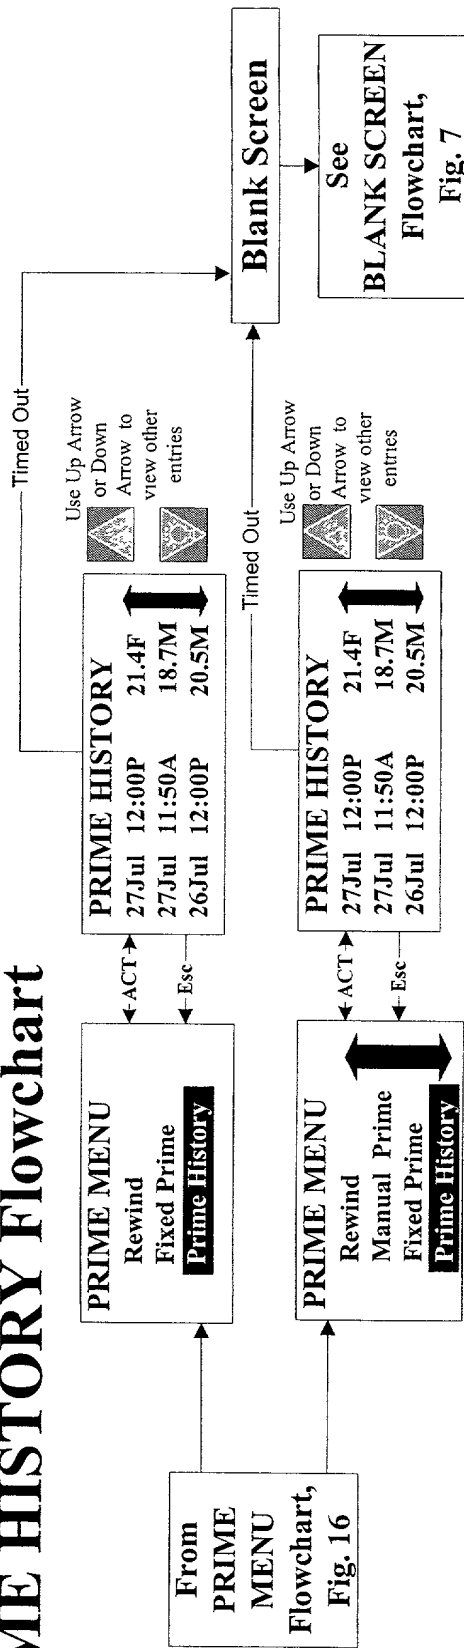 ME HISTORY Flowchart
From
PRIME
MENU
Flowchart,
Fig. 16
PRIME MENU
Rewind
Fixed Prime
Prime History
ACT
Esc
PRIME HISTORY
27Jul 12:00P 21.4F
27Jul 11:50A 18.7M
26Jul 12:00P 20.5M
Use Up Arrow
or Down
Arrow to
view other
entries
Timed Out
PRIME MENU
Rewind
Manual Prime
Fixed Prime
Prime History
ACT
Esc
PRIME HISTORY
27Jul 12:00P 21.4F
27Jul 11:50A 18.7M
26Jul 12:00P 20.5M
Use Up Arrow
or Down
Arrow to
view other
entries
Timed Out
Blank Screen
See
BLANK SCREEN
Flowchart,
Fig. 7